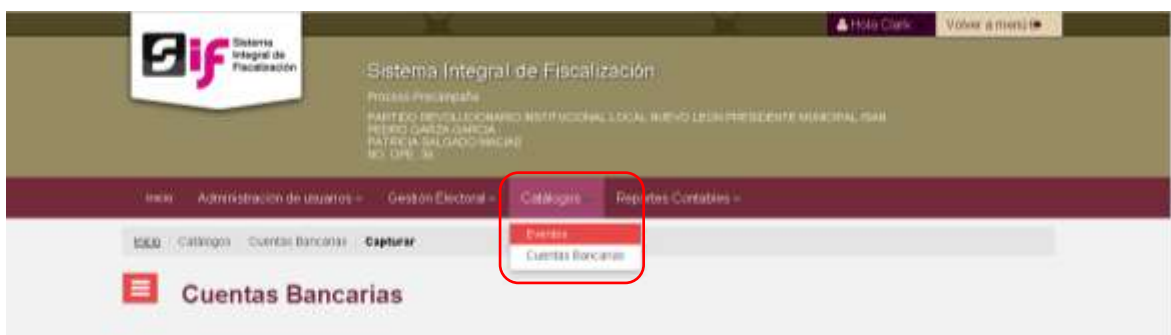 Hola Clark
Volver a menú
Sistema
Integral de
Fiscalización
sif
Sistema Integral de Fiscalización
Proceso Precampaña
PARTIDO REVOLUCIONARIO INSTITUCIONAL LOCAL NUEVO LEON PRESIDENTE MUNICIPAL
PEDRO GARZA GARCIA
PATRICIA SALGADO
Inicio Administración de usuarios Gestión Electoral Catálogos Reportes Contables
Inicio Catálogos Cuentas Bancarias Capturar
Eventos
Cuentas Bancarias
Cuentas Bancarias